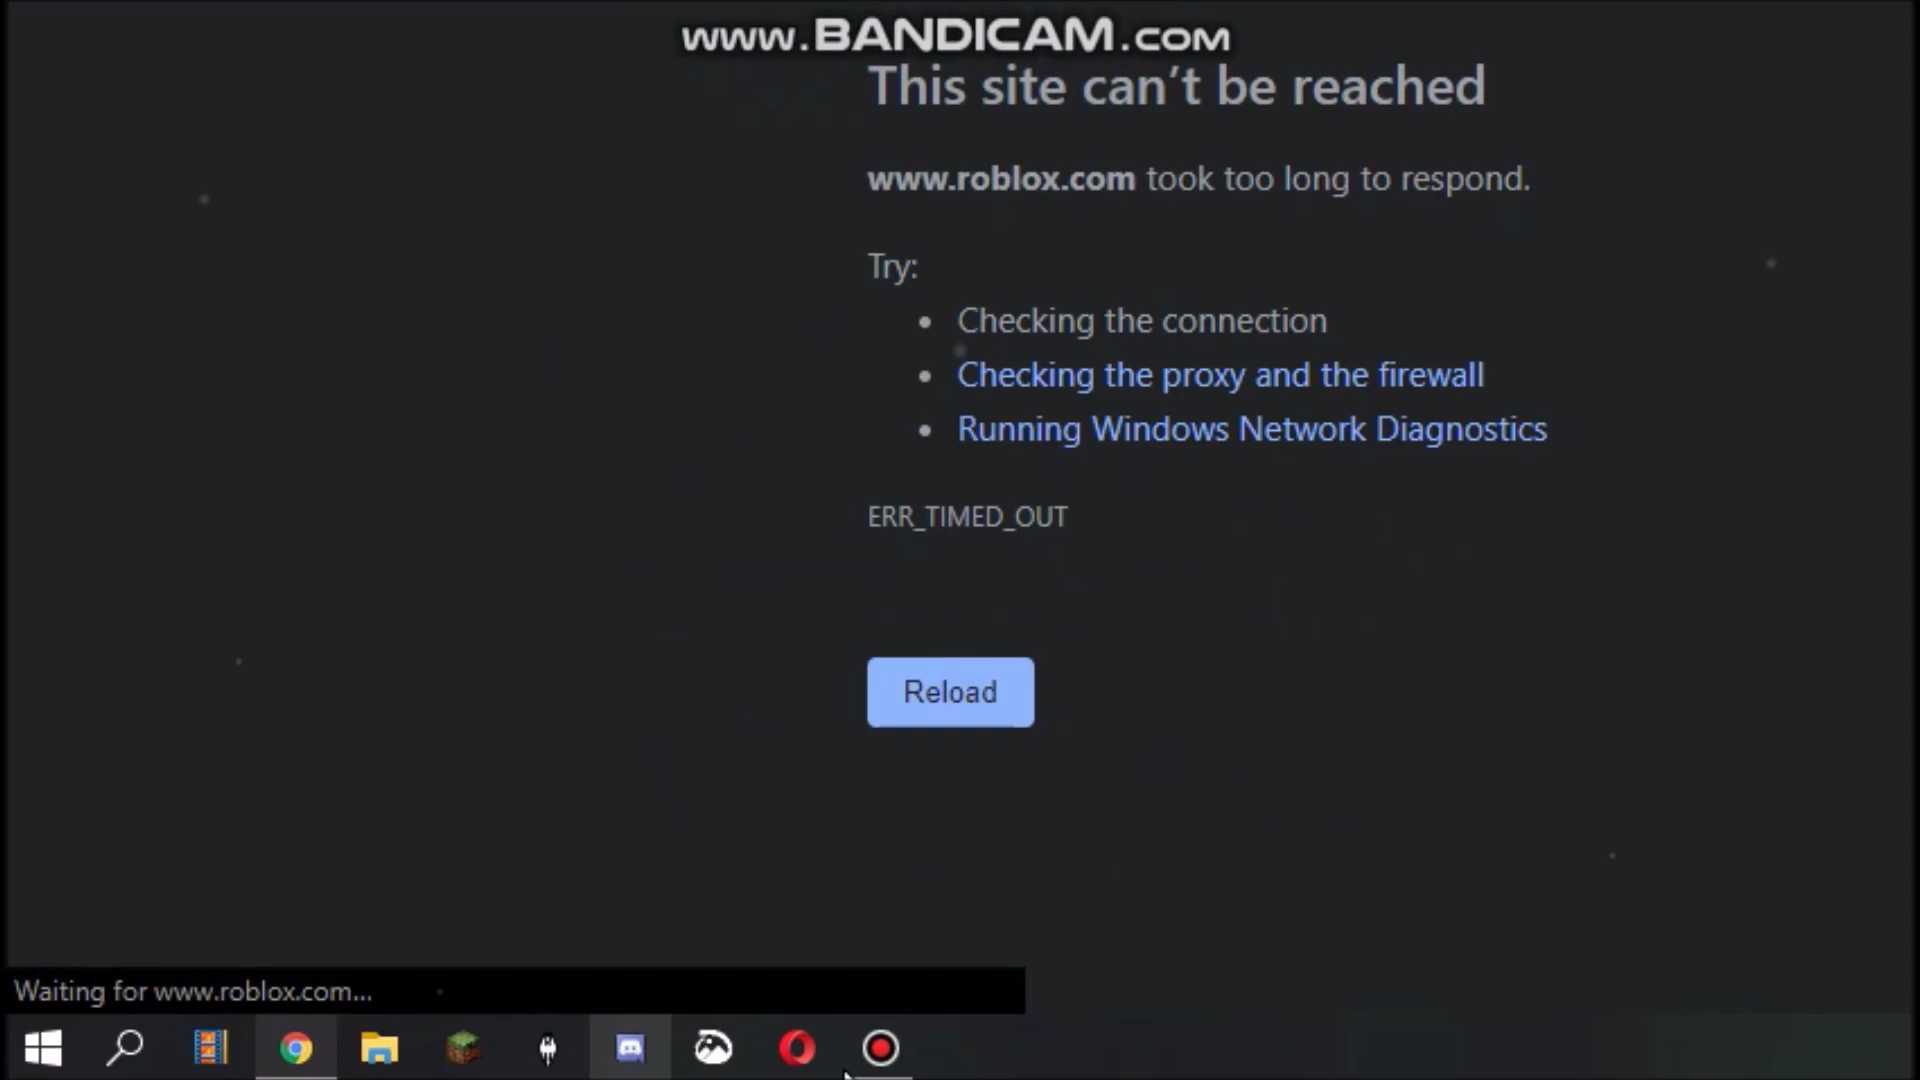 www.BANDICAM.com
This site can’t be reached
www.roblox.com took too long to respond.
Try:
Checking the connection
Checking the proxy and the firewall
Running Windows Network Diagnostics
ERR_TIMED_OUT
Reload
Waiting for www.roblox.com...